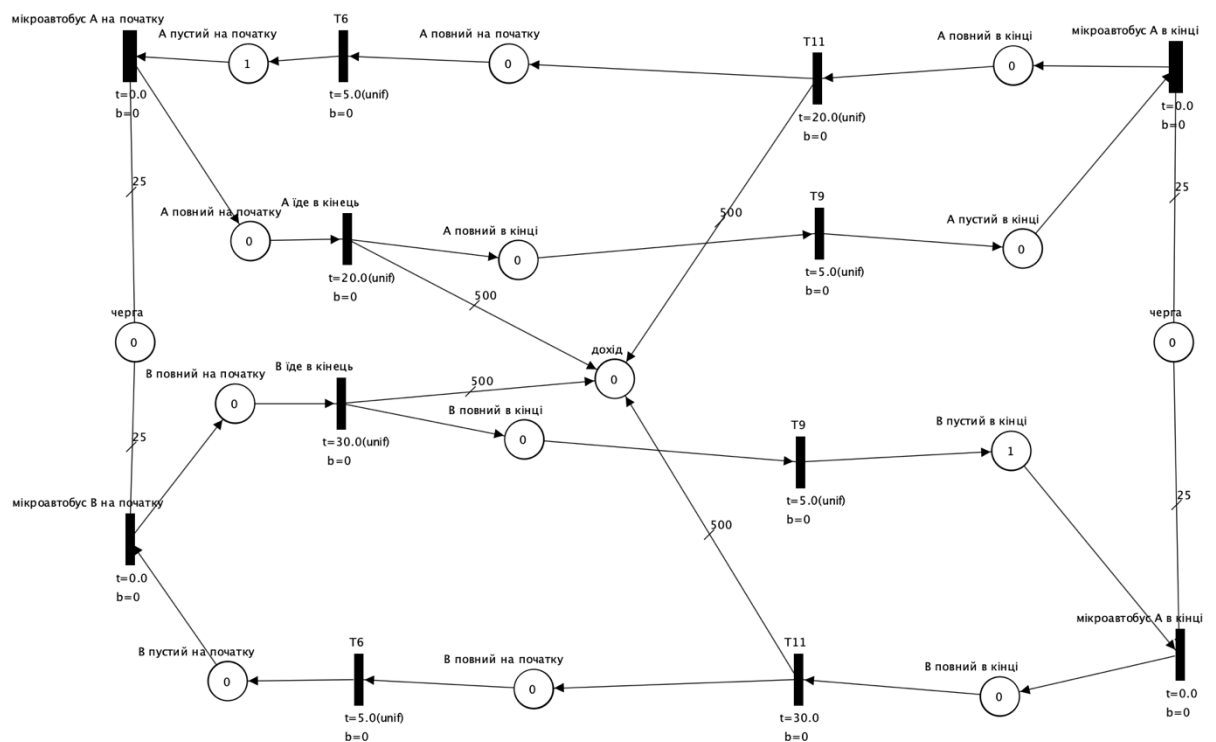 мікроавтобус А на початку
А пустий на початку
1
T6
t=5.0(unif)
b=0
А повний на початку
0
T11
t=20.0(unif)
b=0
А повний в кінці
0
мікроавтобус А в кінці
t=0.0
b=0
t=0.0
b=0
25
А повний на початку
0
А їде в кінець
t=20.0(unif)
b=0
А повний в кінці
0
500
T9
t=5.0(unif)
b=0
А пустий в кінці
0
25
500
черга
0
дохід
0
черга
0
В повний на початку
0
В їде в кінець
t=30.0(unif)
b=0
500
В повний в кінці
0
T9
t=5.0(unif)
b=0
В пустий в кінці
1
25
25
мікроавтобус В на початку
t=0.0
b=0
500
В пустий на початку
0
T6
t=5.0(unif)
b=0
В повний на початку
0
T11
t=30.0
b=0
В повний в кінці
0
мікроавтобус А в кінці
t=0.0
b=0